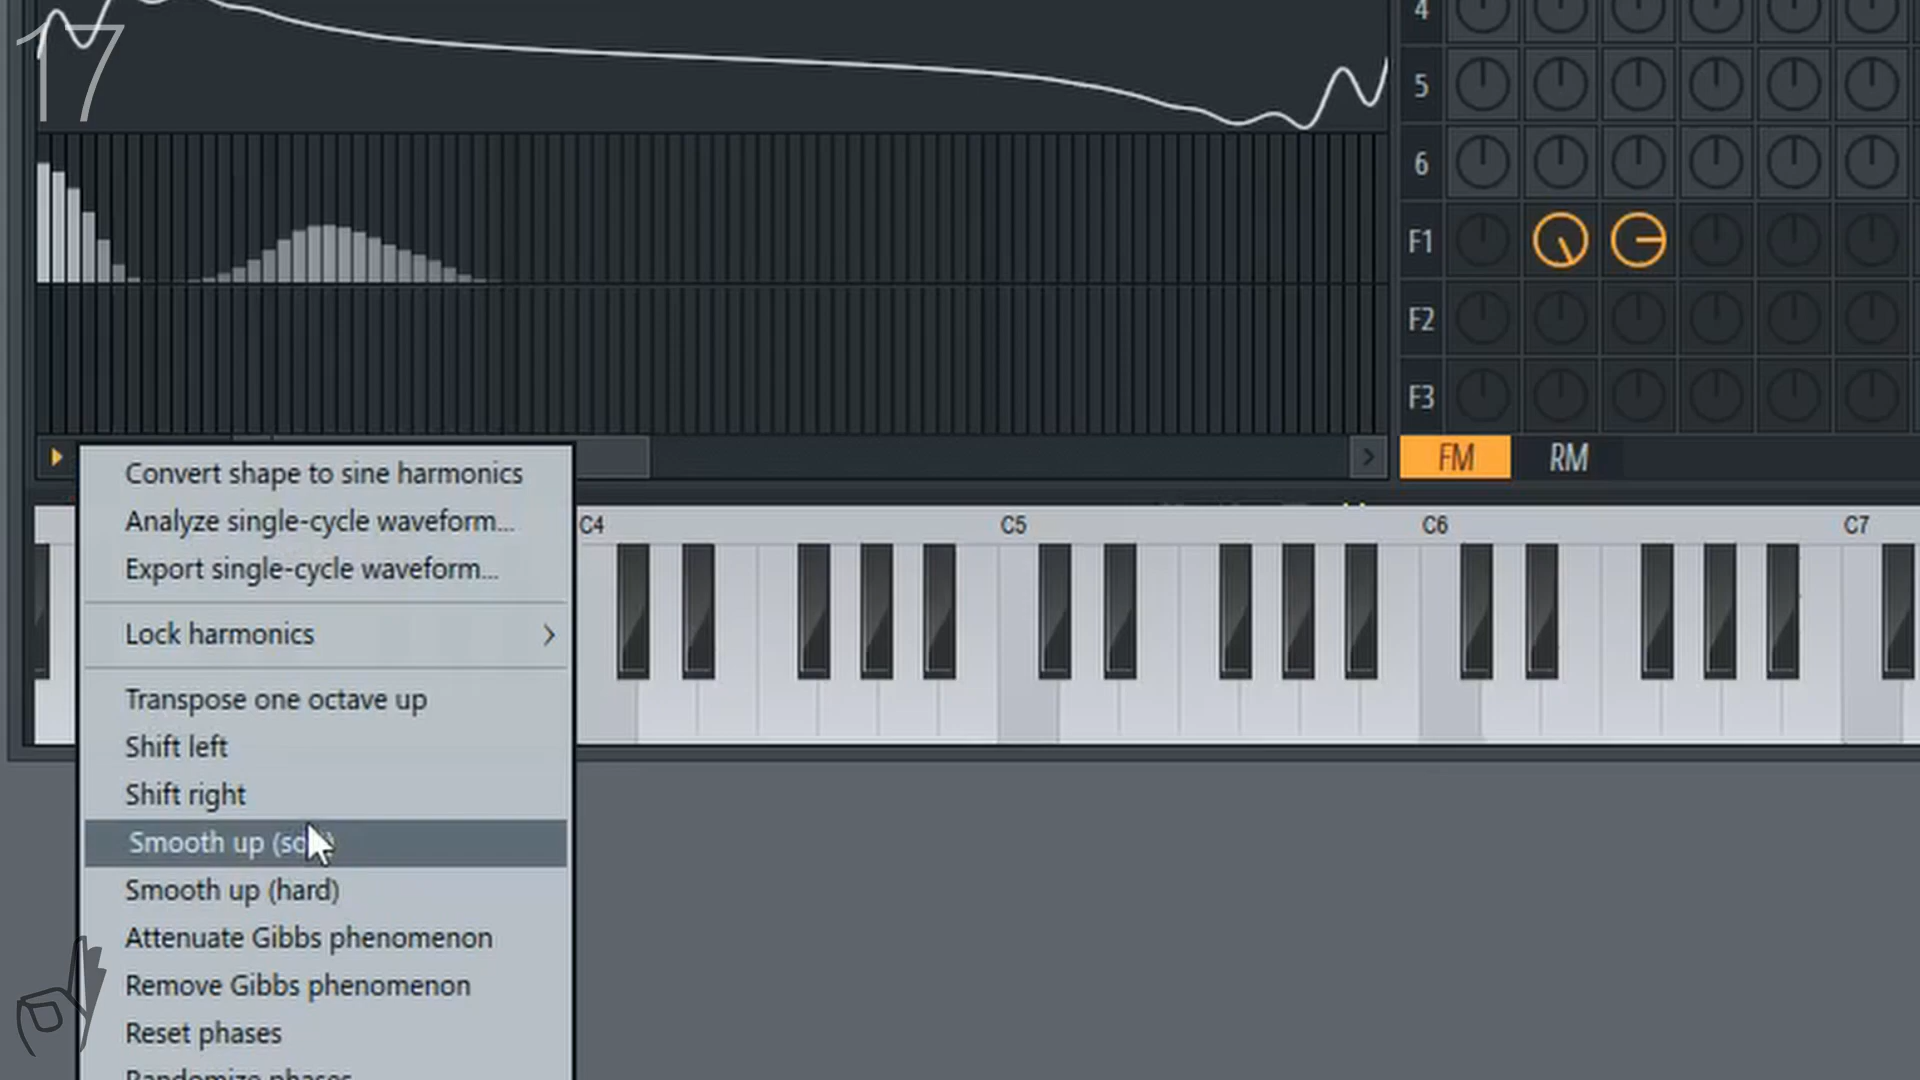 17
4
5
6
F1
F2
F3
FM RM
Convert shape to sine harmonics
Analyze single-cycle waveform...
Export single-cycle waveform...
Lock harmonics
Transpose one octave up
Shift left
Shift right
Smooth up
Smooth up (hard)
Attenuate Gibbs phenomenon
Remove Gibbs phenomenon
Reset phases
Randomize phases
C4 C5 C6 C7